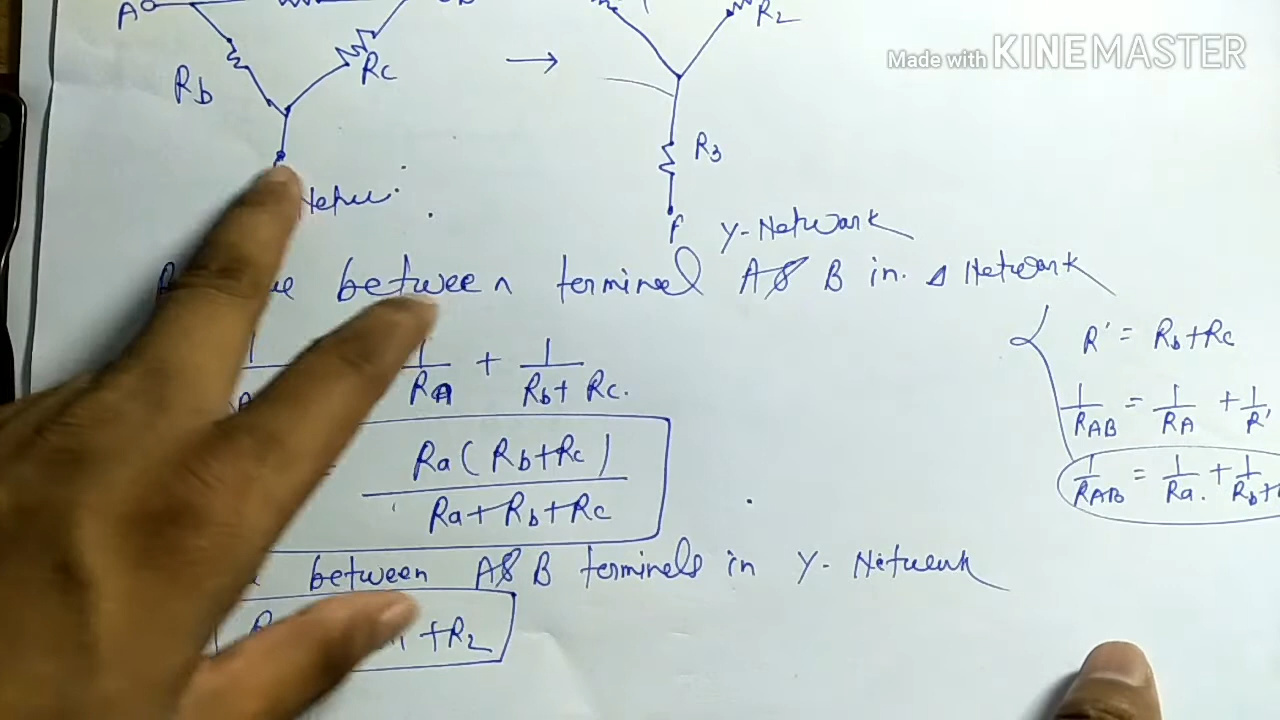 Made with KINEMASTER
A
R2
Rb
Rc
→
R3
Y-Network
between terminal A & B in. Δ Network
1/RA + 1/(Rb + Rc).
Ra(Rb+Rc)/(Ra+Rb+Rc)
R' = Rb+Rc
1/RAB = 1/RA + 1/R'
1/RAB = 1/Ra. + 1/Rb+
between A & B terminals in Y- Network
+R2